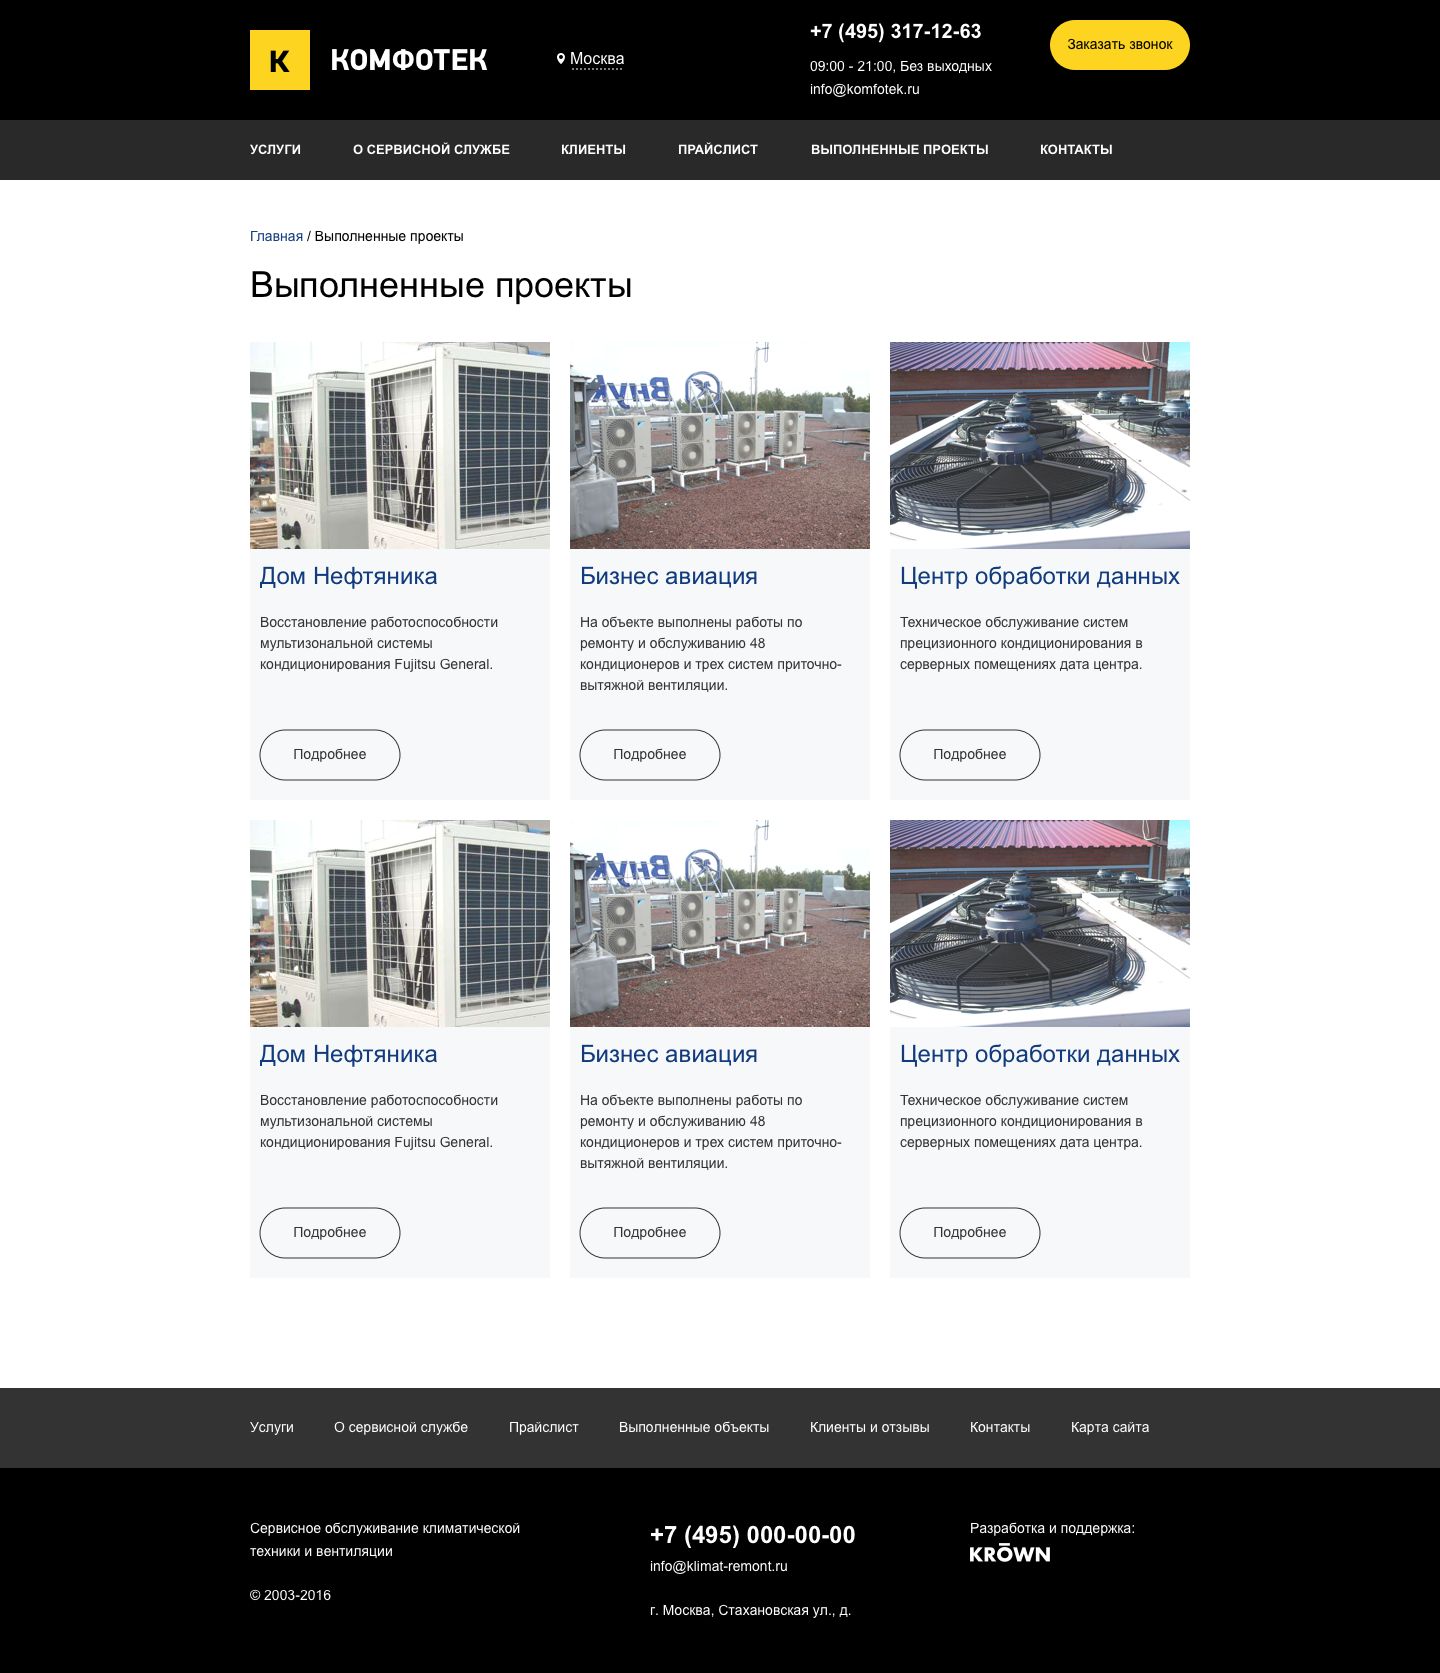 К КОМФОТЕК
Москва
+7 (495) 317-12-63
09:00 - 21:00, Без выходных
info@komfotek.ru
Заказать звонок
УСЛУГИ О СЕРВИСНОЙ СЛУЖБЕ КЛИЕНТЫ ПРАЙСЛИСТ ВЫПОЛНЕННЫЕ ПРОЕКТЫ КОНТАКТЫ
Главная / Выполненные проекты
Выполненные проекты
Дом Нефтяника
Восстановление работоспособности
мультизональной системы
кондиционирования Fujitsu General.
Подробнее
Бизнес авиация
На объекте выполнены работы по
ремонту и обслуживанию 48
кондиционеров и трех систем приточно-
вытяжной вентиляции.
Подробнее
Центр обработки данных
Техническое обслуживание систем
прецизионного кондиционирования в
серверных помещениях дата центра.
Подробнее
Дом Нефтяника
Восстановление работоспособности
мультизональной системы
кондиционирования Fujitsu General.
Подробнее
Бизнес авиация
На объекте выполнены работы по
ремонту и обслуживанию 48
кондиционеров и трех систем приточно-
вытяжной вентиляции.
Подробнее
Центр обработки данных
Техническое обслуживание систем
прецизионного кондиционирования в
серверных помещениях дата центра.
Подробнее
Услуги О сервисной службе Прайслист Выполненные объекты Клиенты и отзывы Контакты Карта сайта
Сервисное обслуживание климатической
техники и вентиляции
© 2003-2016
+7 (495) 000-00-00
info@klimat-remont.ru
г. Москва, Стахановская ул., д.
Разработка и поддержка:
KRŌWN